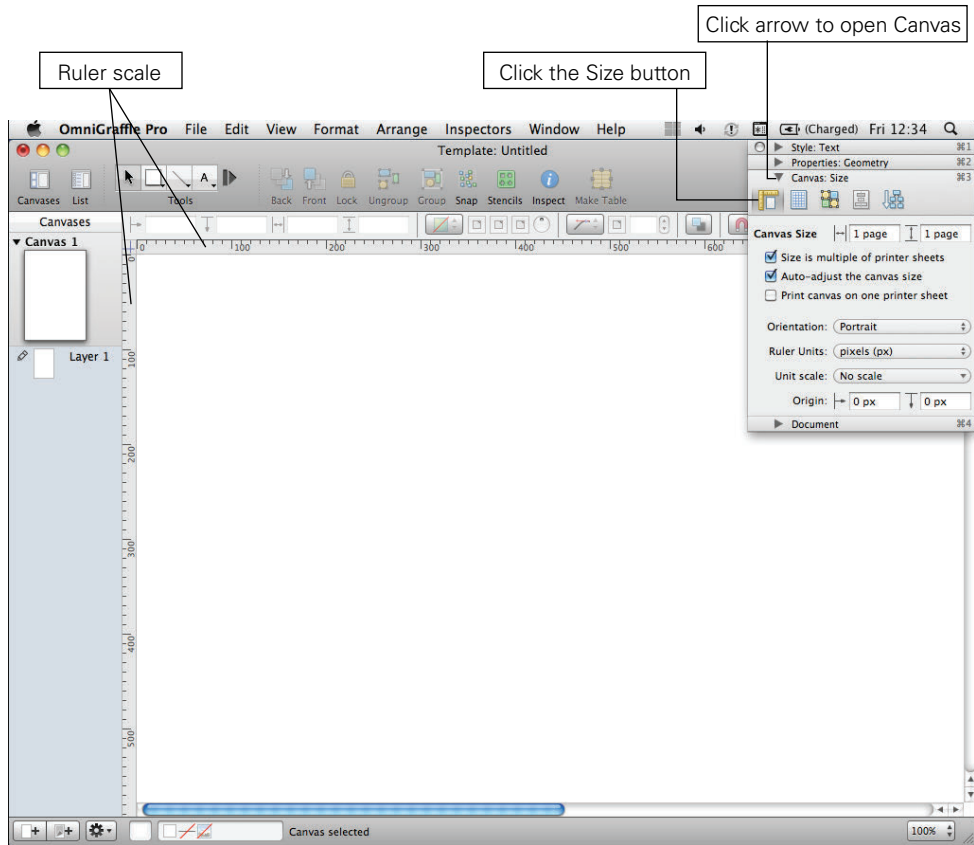 Click arrow to open Canvas
Ruler scale
Click the Size button
OmniGraffle Pro File Edit View Format Arrange Inspectors Window Help (Charged) Fri 12:34
Template: Untitled
Style: Text ⌘1
Properties: Geometry ⌘2
Canvas: Size ⌘3
A
Canvases List Tools Back Front Lock Ungroup Group Snap Stencils Inspect Make Table
Canvases
Canvas 1
0 100 200 300 400 500 600
Canvas Size 1 page 1 page
Size is multiple of printer sheets
Auto-adjust the canvas size
Print canvas on one printer sheet
Orientation: Portrait
Ruler Units: pixels (px)
Unit scale: No scale
Origin: 0 px 0 px
Document ⌘4
Layer 1
0
100
200
300
400
500
Canvas selected
100%